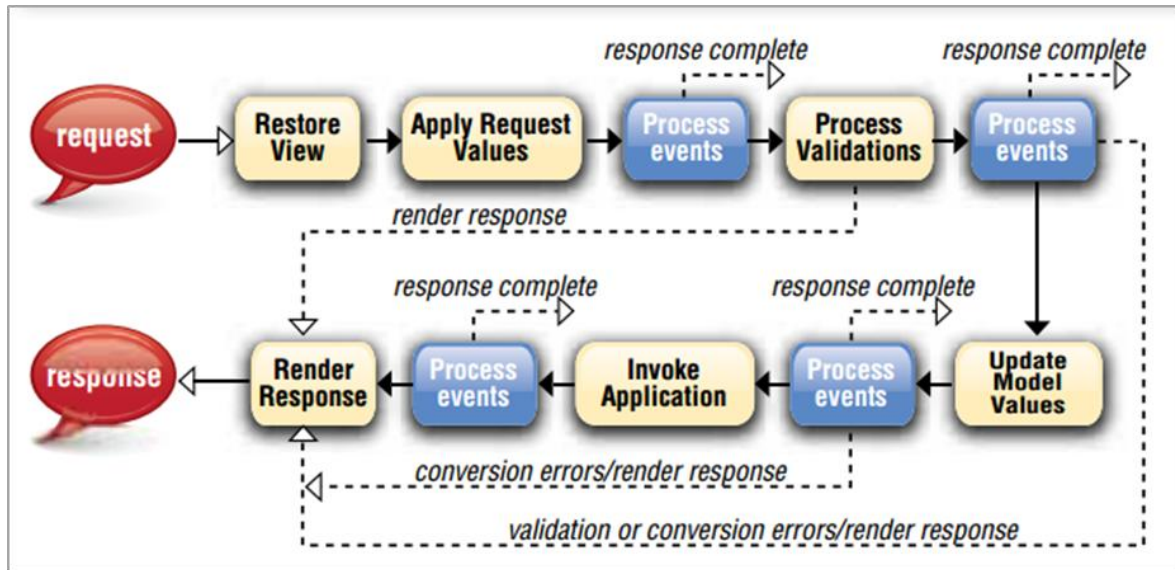 response complete
response complete
request
Restore
View
Apply Request
Values
Process
events
Process
Validations
Process
events
render response
response complete
response complete
response
Render
Response
Process
events
Invoke
Application
Process
events
Update
Model
Values
conversion errors/render response
validation or conversion errors/render response